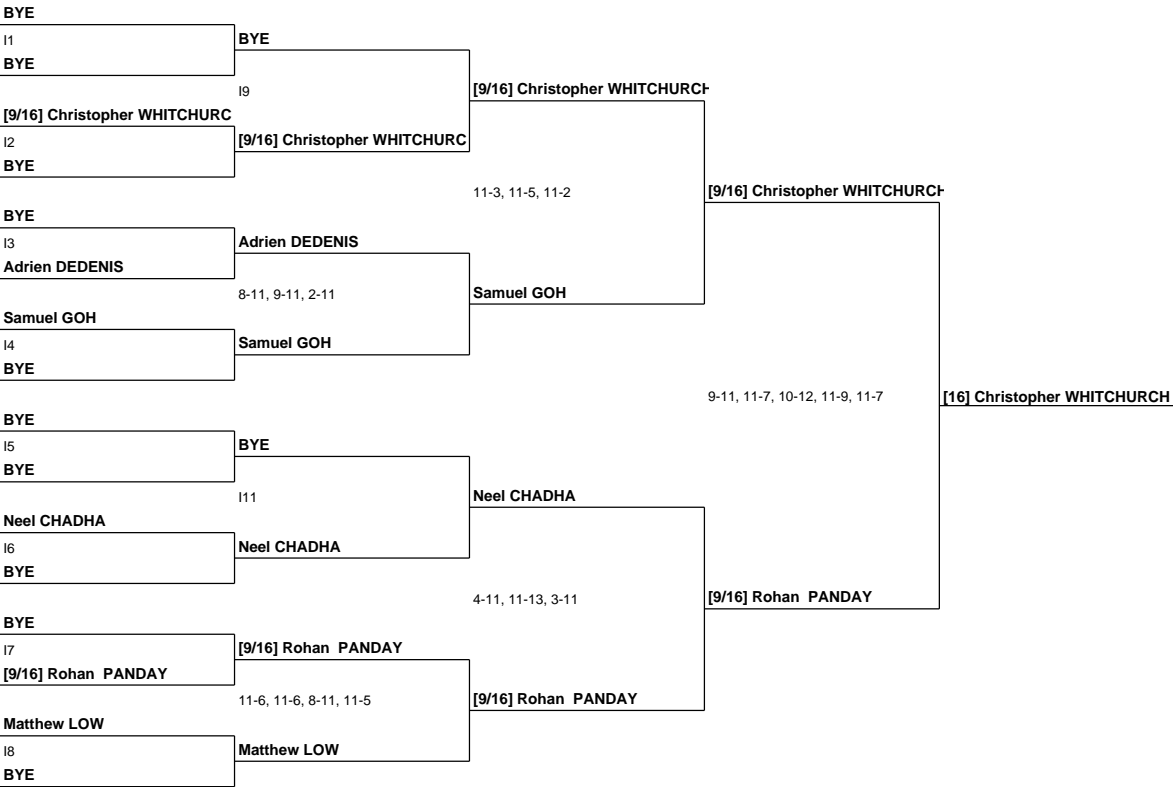 BYE
I1
BYE
BYE
I9
[9/16] Christopher WHITCHURCH
[9/16] Christopher WHITCHURC
I2
[9/16] Christopher WHITCHURC
BYE
11-3, 11-5, 11-2
[9/16] Christopher WHITCHURCH
BYE
I3
Adrien DEDENIS
Adrien DEDENIS
8-11, 9-11, 2-11
Samuel GOH
Samuel GOH
I4
Samuel GOH
BYE
9-11, 11-7, 10-12, 11-9, 11-7
[16] Christopher WHITCHURCH
BYE
I5
BYE
BYE
I11
Neel CHADHA
Neel CHADHA
I6
Neel CHADHA
BYE
4-11, 11-13, 3-11
[9/16] Rohan PANDAY
BYE
I7
[9/16] Rohan PANDAY
[9/16] Rohan PANDAY
11-6, 11-6, 8-11, 11-5
[9/16] Rohan PANDAY
Matthew LOW
I8
Matthew LOW
BYE